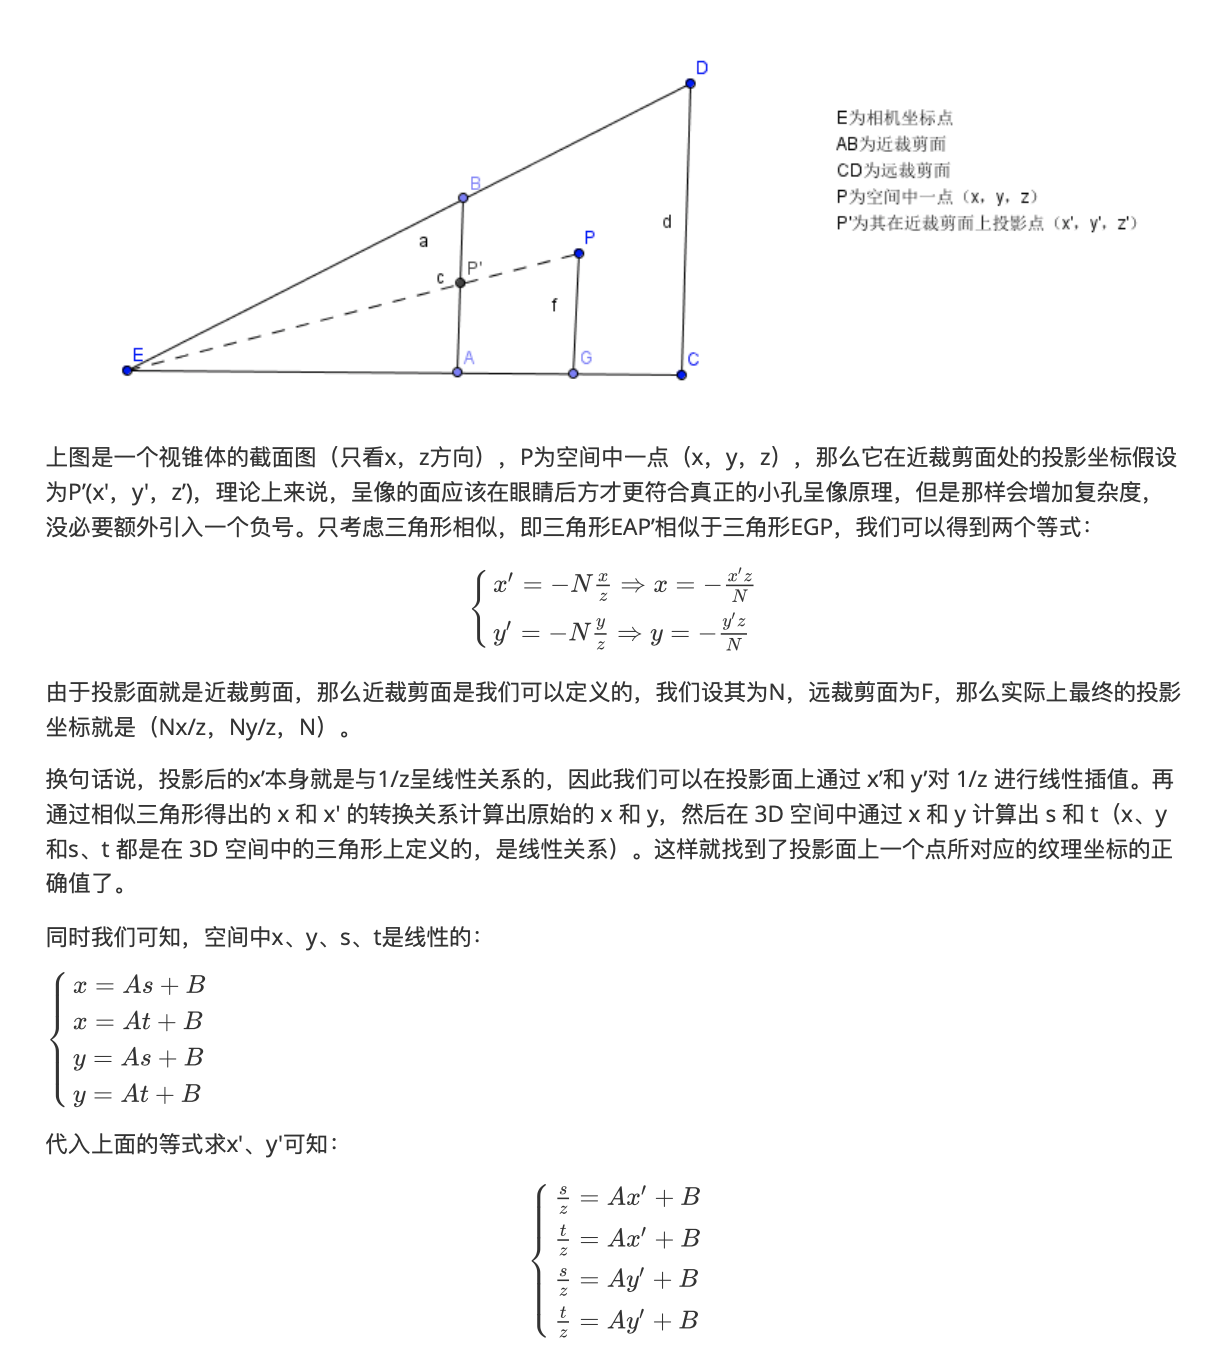 D
E为相机坐标点
AB为近裁剪面
CD为远裁剪面
P为空间中一点（x，y，z）
P'为其在近裁剪面上投影点（x'，y'，z'）
B
a
d
P
c
P'
f
E
A
G
C
上图是一个视锥体的截面图（只看x，z方向），P为空间中一点（x，y，z），那么它在近裁剪面处的投影坐标假设
为P’(x'，y'，z’)，理论上来说，呈像的面应该在眼睛后方才更符合真正的小孔呈像原理，但是那样会增加复杂度，
没必要额外引入一个负号。只考虑三角形相似，即三角形EAP’相似于三角形EGP，我们可以得到两个等式：
x′ = −N x/z ⇒ x = − x′z/N
y′ = −N y/z ⇒ y = − y′z/N
由于投影面就是近裁剪面，那么近裁剪面是我们可以定义的，我们设其为N，远裁剪面为F，那么实际上最终的投影
坐标就是（Nx/z，Ny/z，N）。
换句话说，投影后的x’本身就是与1/z呈线性关系的，因此我们可以在投影面上通过 x’和 y’对 1/z 进行线性插值。再
通过相似三角形得出的 x 和 x' 的转换关系计算出原始的 x 和 y，然后在 3D 空间中通过 x 和 y 计算出 s 和 t（x、y
和s、t 都是在 3D 空间中的三角形上定义的，是线性关系）。这样就找到了投影面上一个点所对应的纹理坐标的正
确值了。
同时我们可知，空间中x、y、s、t是线性的：
x = As + B
x = At + B
y = As + B
y = At + B
代入上面的等式求x'、y'可知：
s/z = Ax′ + B
t/z = Ax′ + B
s/z = Ay′ + B
t/z = Ay′ + B